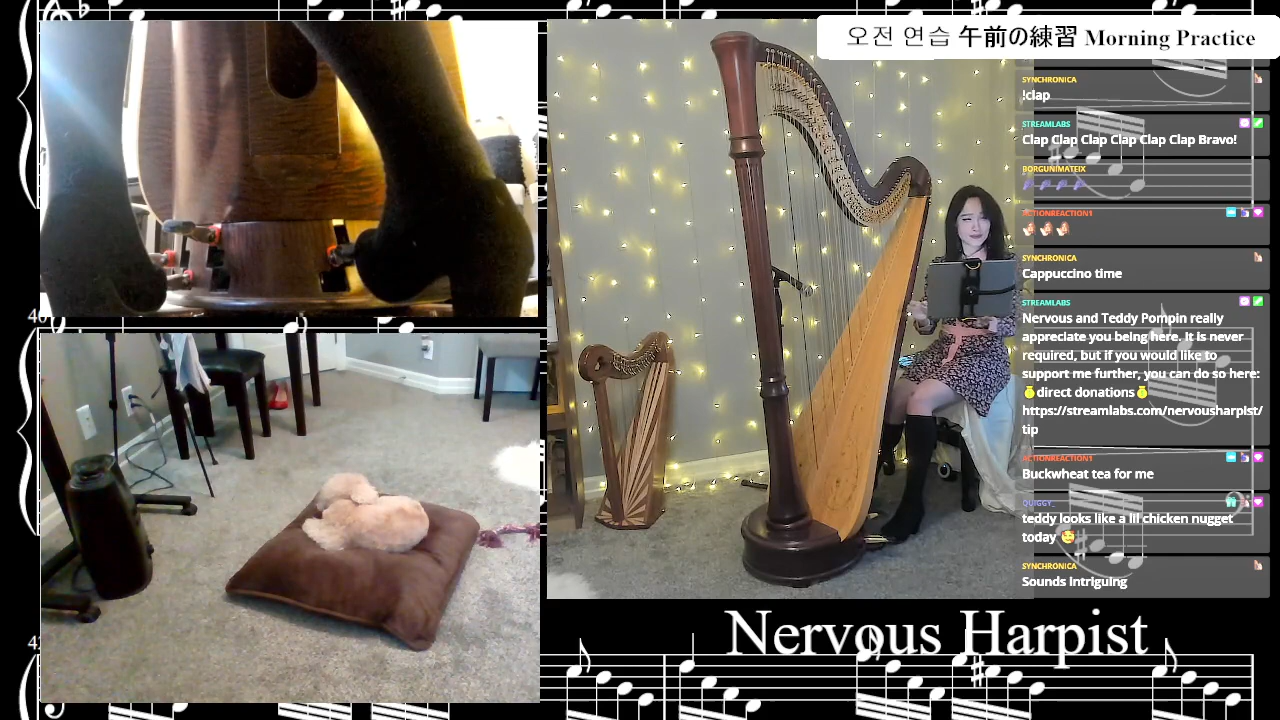 오전 연습 午前の練習 Morning Practice
SYNCHRONICA
!clap
STREAMLABS
Clap Clap Clap Clap Clap Clap Bravo!
BORGUNIMATEIX
ACTIONREACTION1
SYNCHRONICA
Cappuccino time
STREAMLABS
Nervous and Teddy Pompin really
appreciate you being here. It is never
required, but if you would like to
support me further, you can do so here:
direct donations
https://streamlabs.com/nervousharpist/
tip
ACTIONREACTION1
Buckwheat tea for me
QUIGGY_
teddy looks like a lil chicken nugget
today
SYNCHRONICA
Sounds intriguing
Nervous Harpist